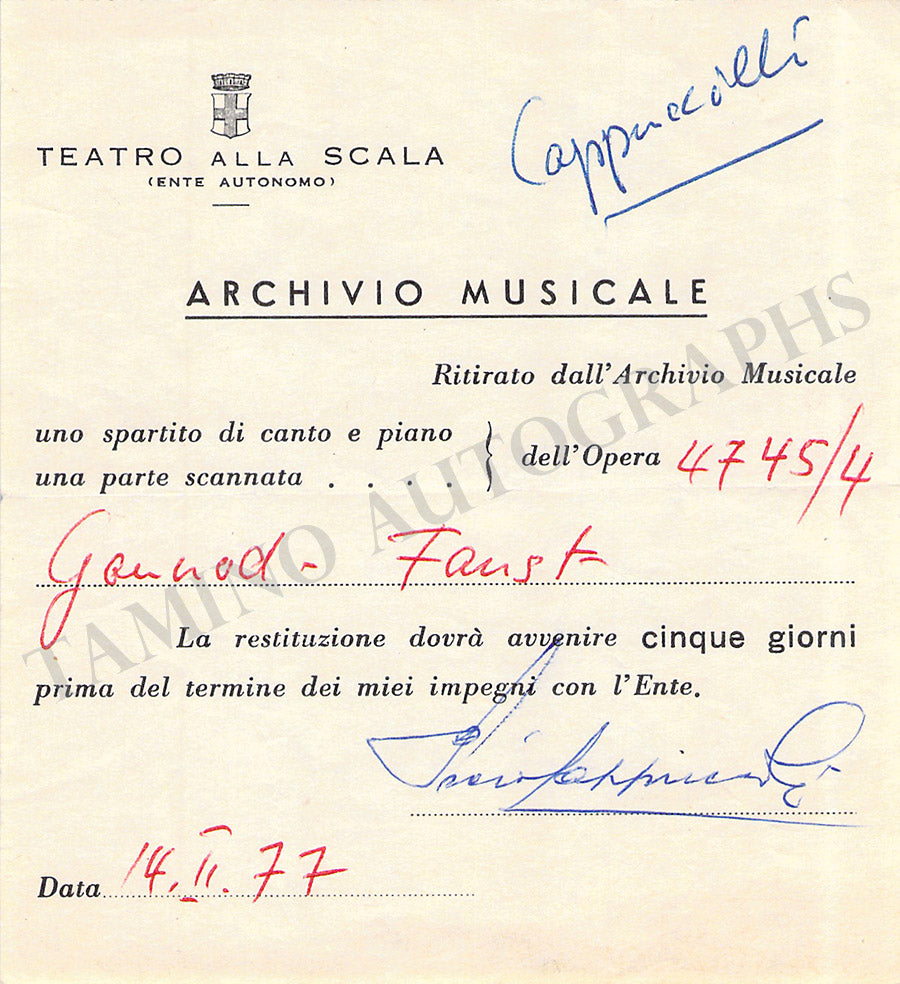 Cappuccilli
TEATRO ALLA SCALA
(ENTE AUTONOMO)
ARCHIVIO MUSICALE
Ritirato dall'Archivio Musicale
uno spartito di canto e piano
una parte scannata . . . . } dell'Opera 4745/4
Gounod - Faust
La restituzione dovrà avvenire cinque giorni
prima del termine dei miei impegni con l'Ente.
Data 14. II. 77
TAMINO AUTOGRAPHS